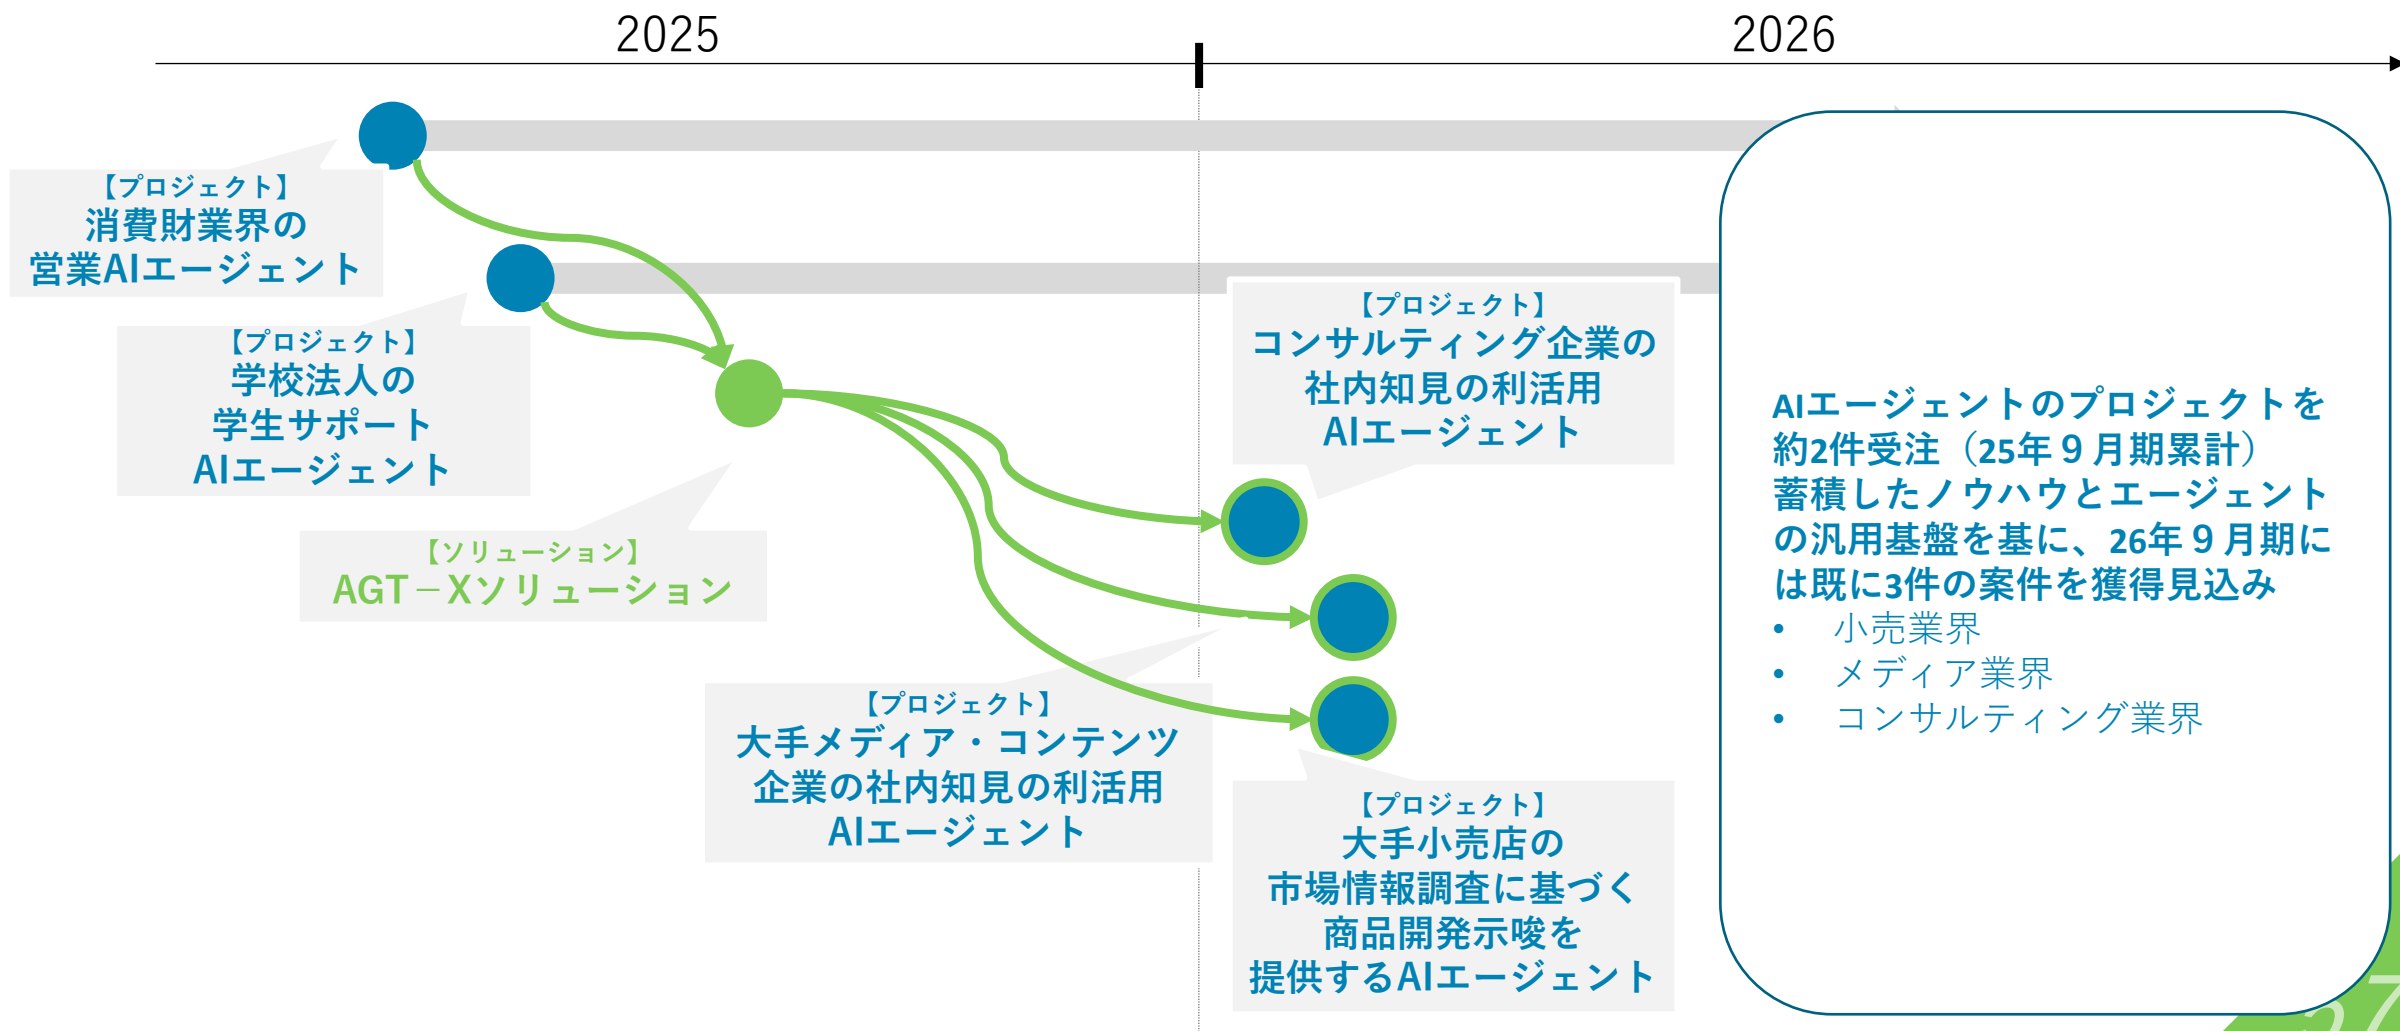 2025
2026
【プロジェクト】
消費財業界の
営業AIエージェント
【プロジェクト】
学校法人の
学生サポート
AIエージェント
【ソリューション】
AGT－Xソリューション
【プロジェクト】
コンサルティング企業の
社内知見の利活用
AIエージェント
【プロジェクト】
大手メディア・コンテンツ
企業の社内知見の利活用
AIエージェント
【プロジェクト】
大手小売店の
市場情報調査に基づく
商品開発示唆を
提供するAIエージェント
AIエージェントのプロジェクトを
約2件受注（25年９月期累計）
蓄積したノウハウとエージェント
の汎用基盤を基に、26年９月期に
は既に3件の案件を獲得見込み
• 小売業界
• メディア業界
• コンサルティング業界